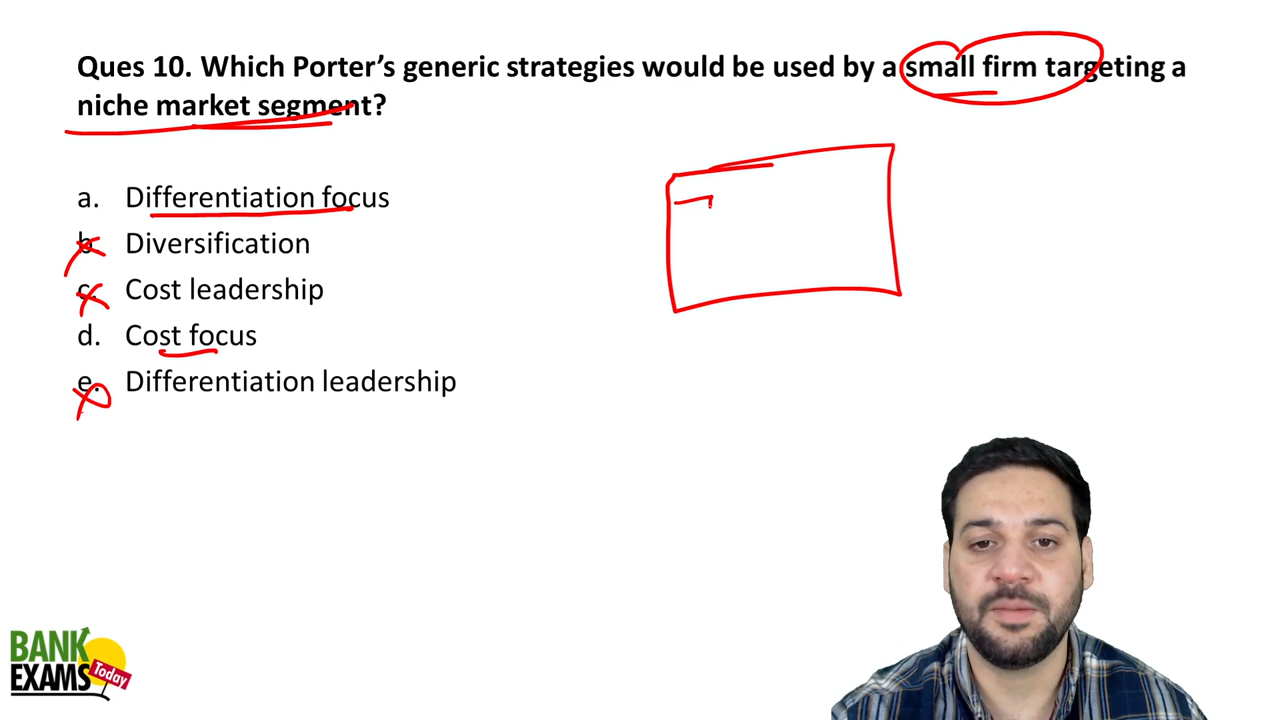 Ques 10. Which Porter's generic strategies would be used by a small firm targeting a
niche market segment?
a. Differentiation focus
b. Diversification
c. Cost leadership
d. Cost focus
e. Differentiation leadership
BANK
EXAMS
Today